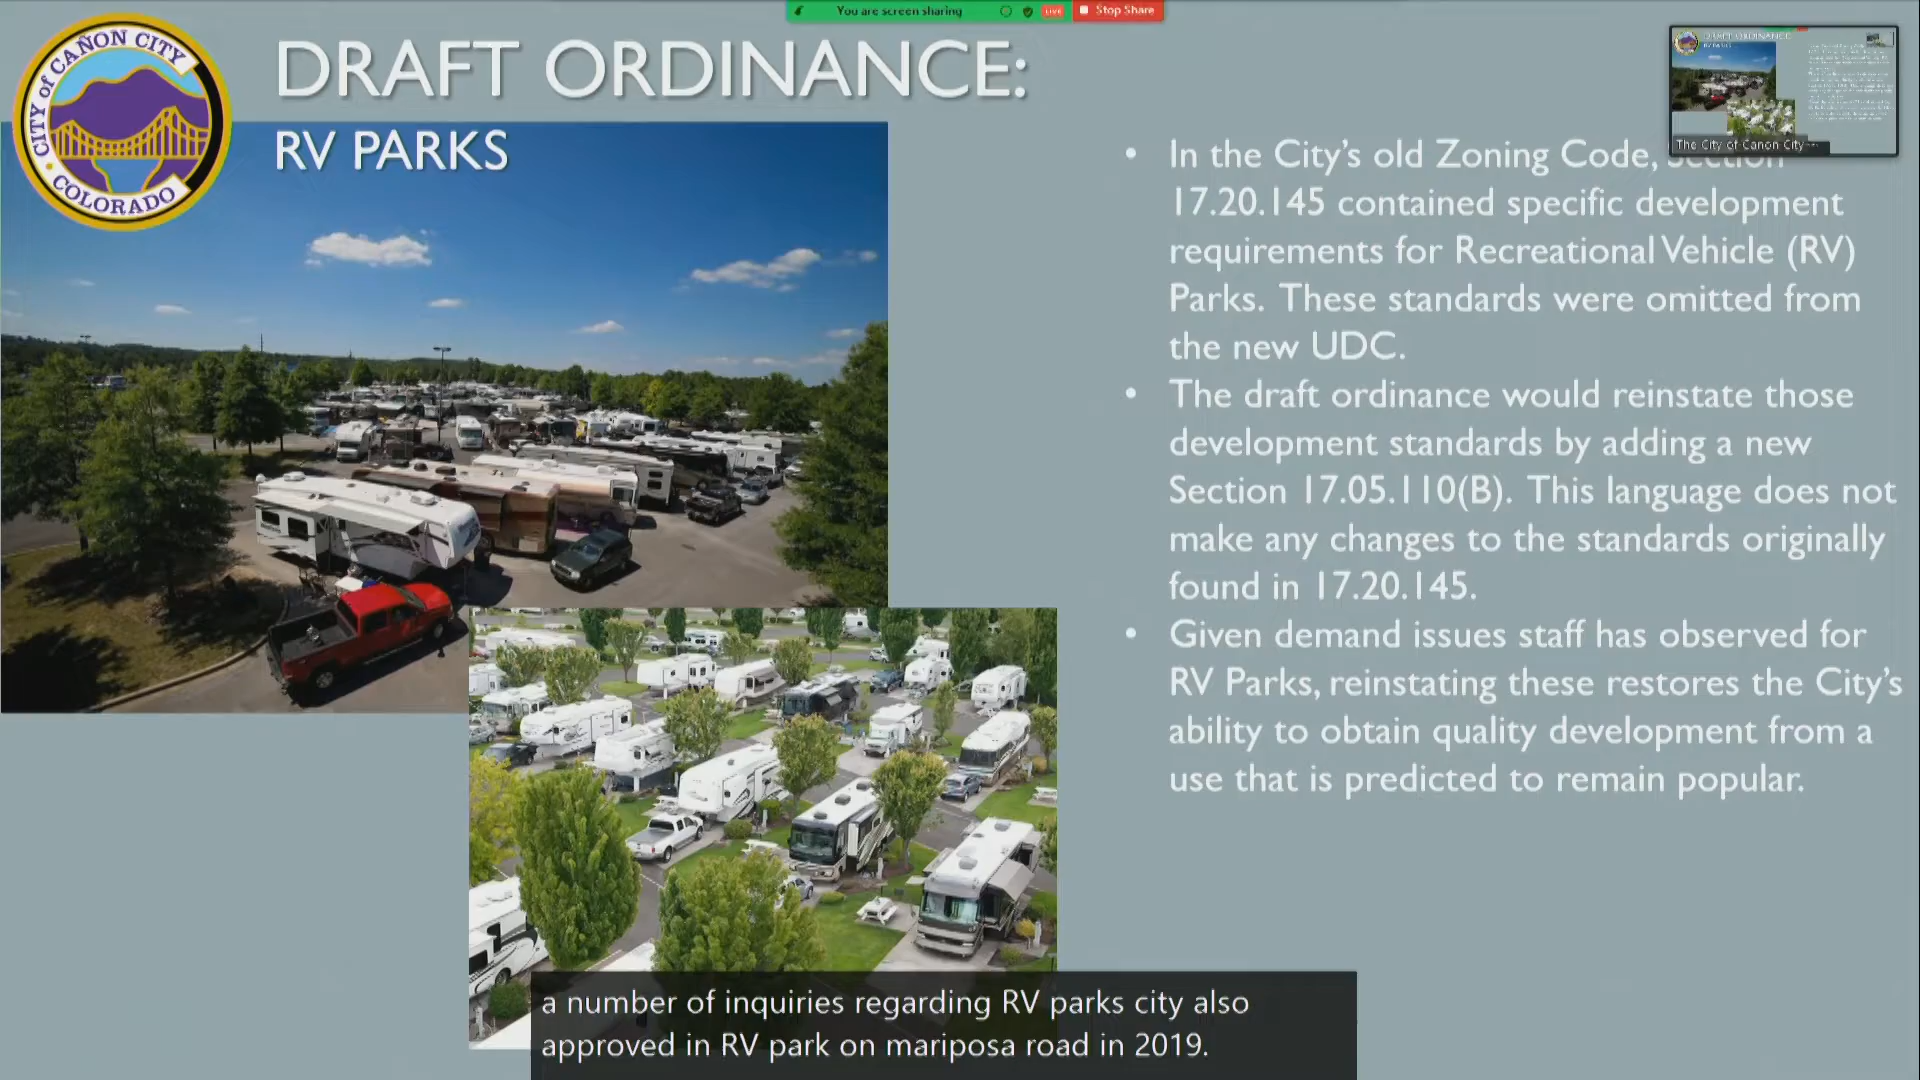 You are screen sharing LIVE Stop Share
CITY of CAÑON CITY
COLORADO
DRAFT ORDINANCE:
RV PARKS
DRAFT ORDINANCE
RV PARKS
The City of Canon City
• In the City's old Zoning Code, Section
17.20.145 contained specific development
requirements for Recreational Vehicle (RV)
Parks. These standards were omitted from
the new UDC.
• The draft ordinance would reinstate those
development standards by adding a new
Section 17.05.110(B). This language does not
make any changes to the standards originally
found in 17.20.145.
• Given demand issues staff has observed for
RV Parks, reinstating these restores the City's
ability to obtain quality development from a
use that is predicted to remain popular.
a number of inquiries regarding RV parks city also
approved in RV park on mariposa road in 2019.